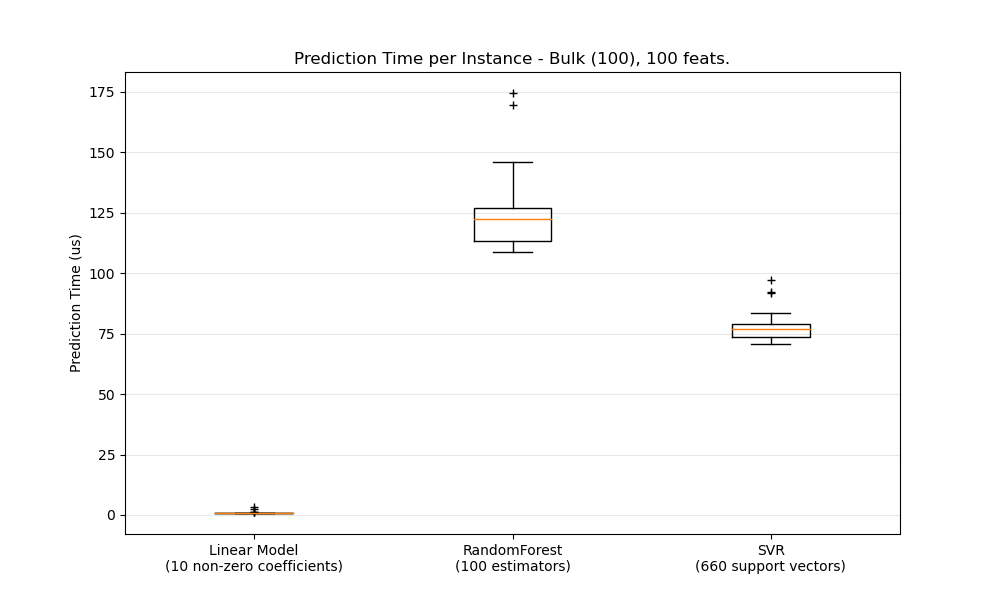 Prediction Time per Instance - Bulk (100), 100 feats.
Prediction Time (us)
175
150
125
100
75
50
25
0
Linear Model
(10 non-zero coefficients)
RandomForest
(100 estimators)
SVR
(660 support vectors)